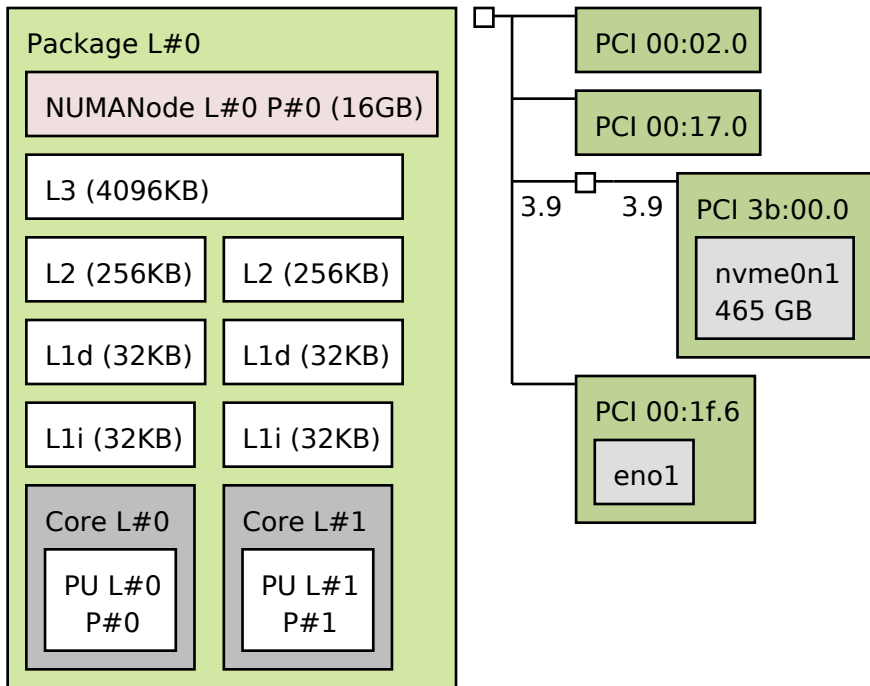 Package L#0
NUMANode L#0 P#0 (16GB)
L3 (4096KB)
L2 (256KB)
L2 (256KB)
L1d (32KB)
L1d (32KB)
L1i (32KB)
L1i (32KB)
Core L#0
PU L#0
P#0
Core L#1
PU L#1
P#1
PCI 00:02.0
PCI 00:17.0
3.9
3.9
PCI 3b:00.0
nvme0n1
465 GB
PCI 00:1f.6
eno1